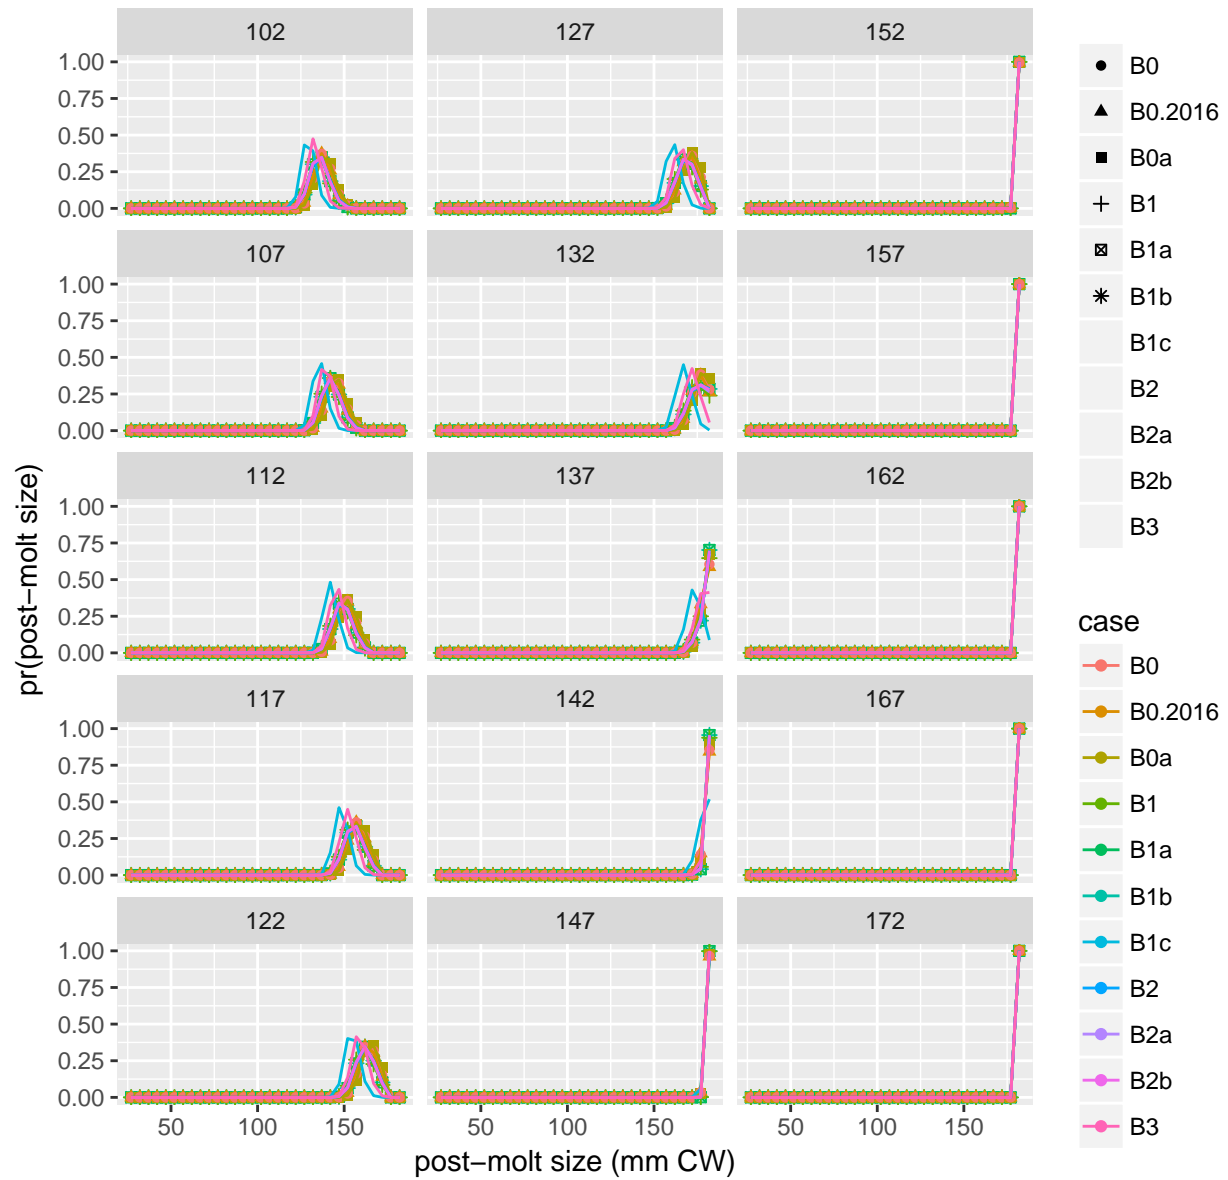 102
127
152
1.00
0.75
0.50
0.25
0.00
107
132
157
1.00
0.75
0.50
0.25
0.00
112
137
162
1.00
0.75
0.50
0.25
0.00
117
142
167
1.00
0.75
0.50
0.25
0.00
122
147
172
1.00
0.75
0.50
0.25
0.00
50
100
150
50
100
150
50
100
150
post−molt size (mm CW)
pr(post−molt size)
B0
B0.2016
B0a
B1
B1a
B1b
B1c
B2
B2a
B2b
B3
case
B0
B0.2016
B0a
B1
B1a
B1b
B1c
B2
B2a
B2b
B3